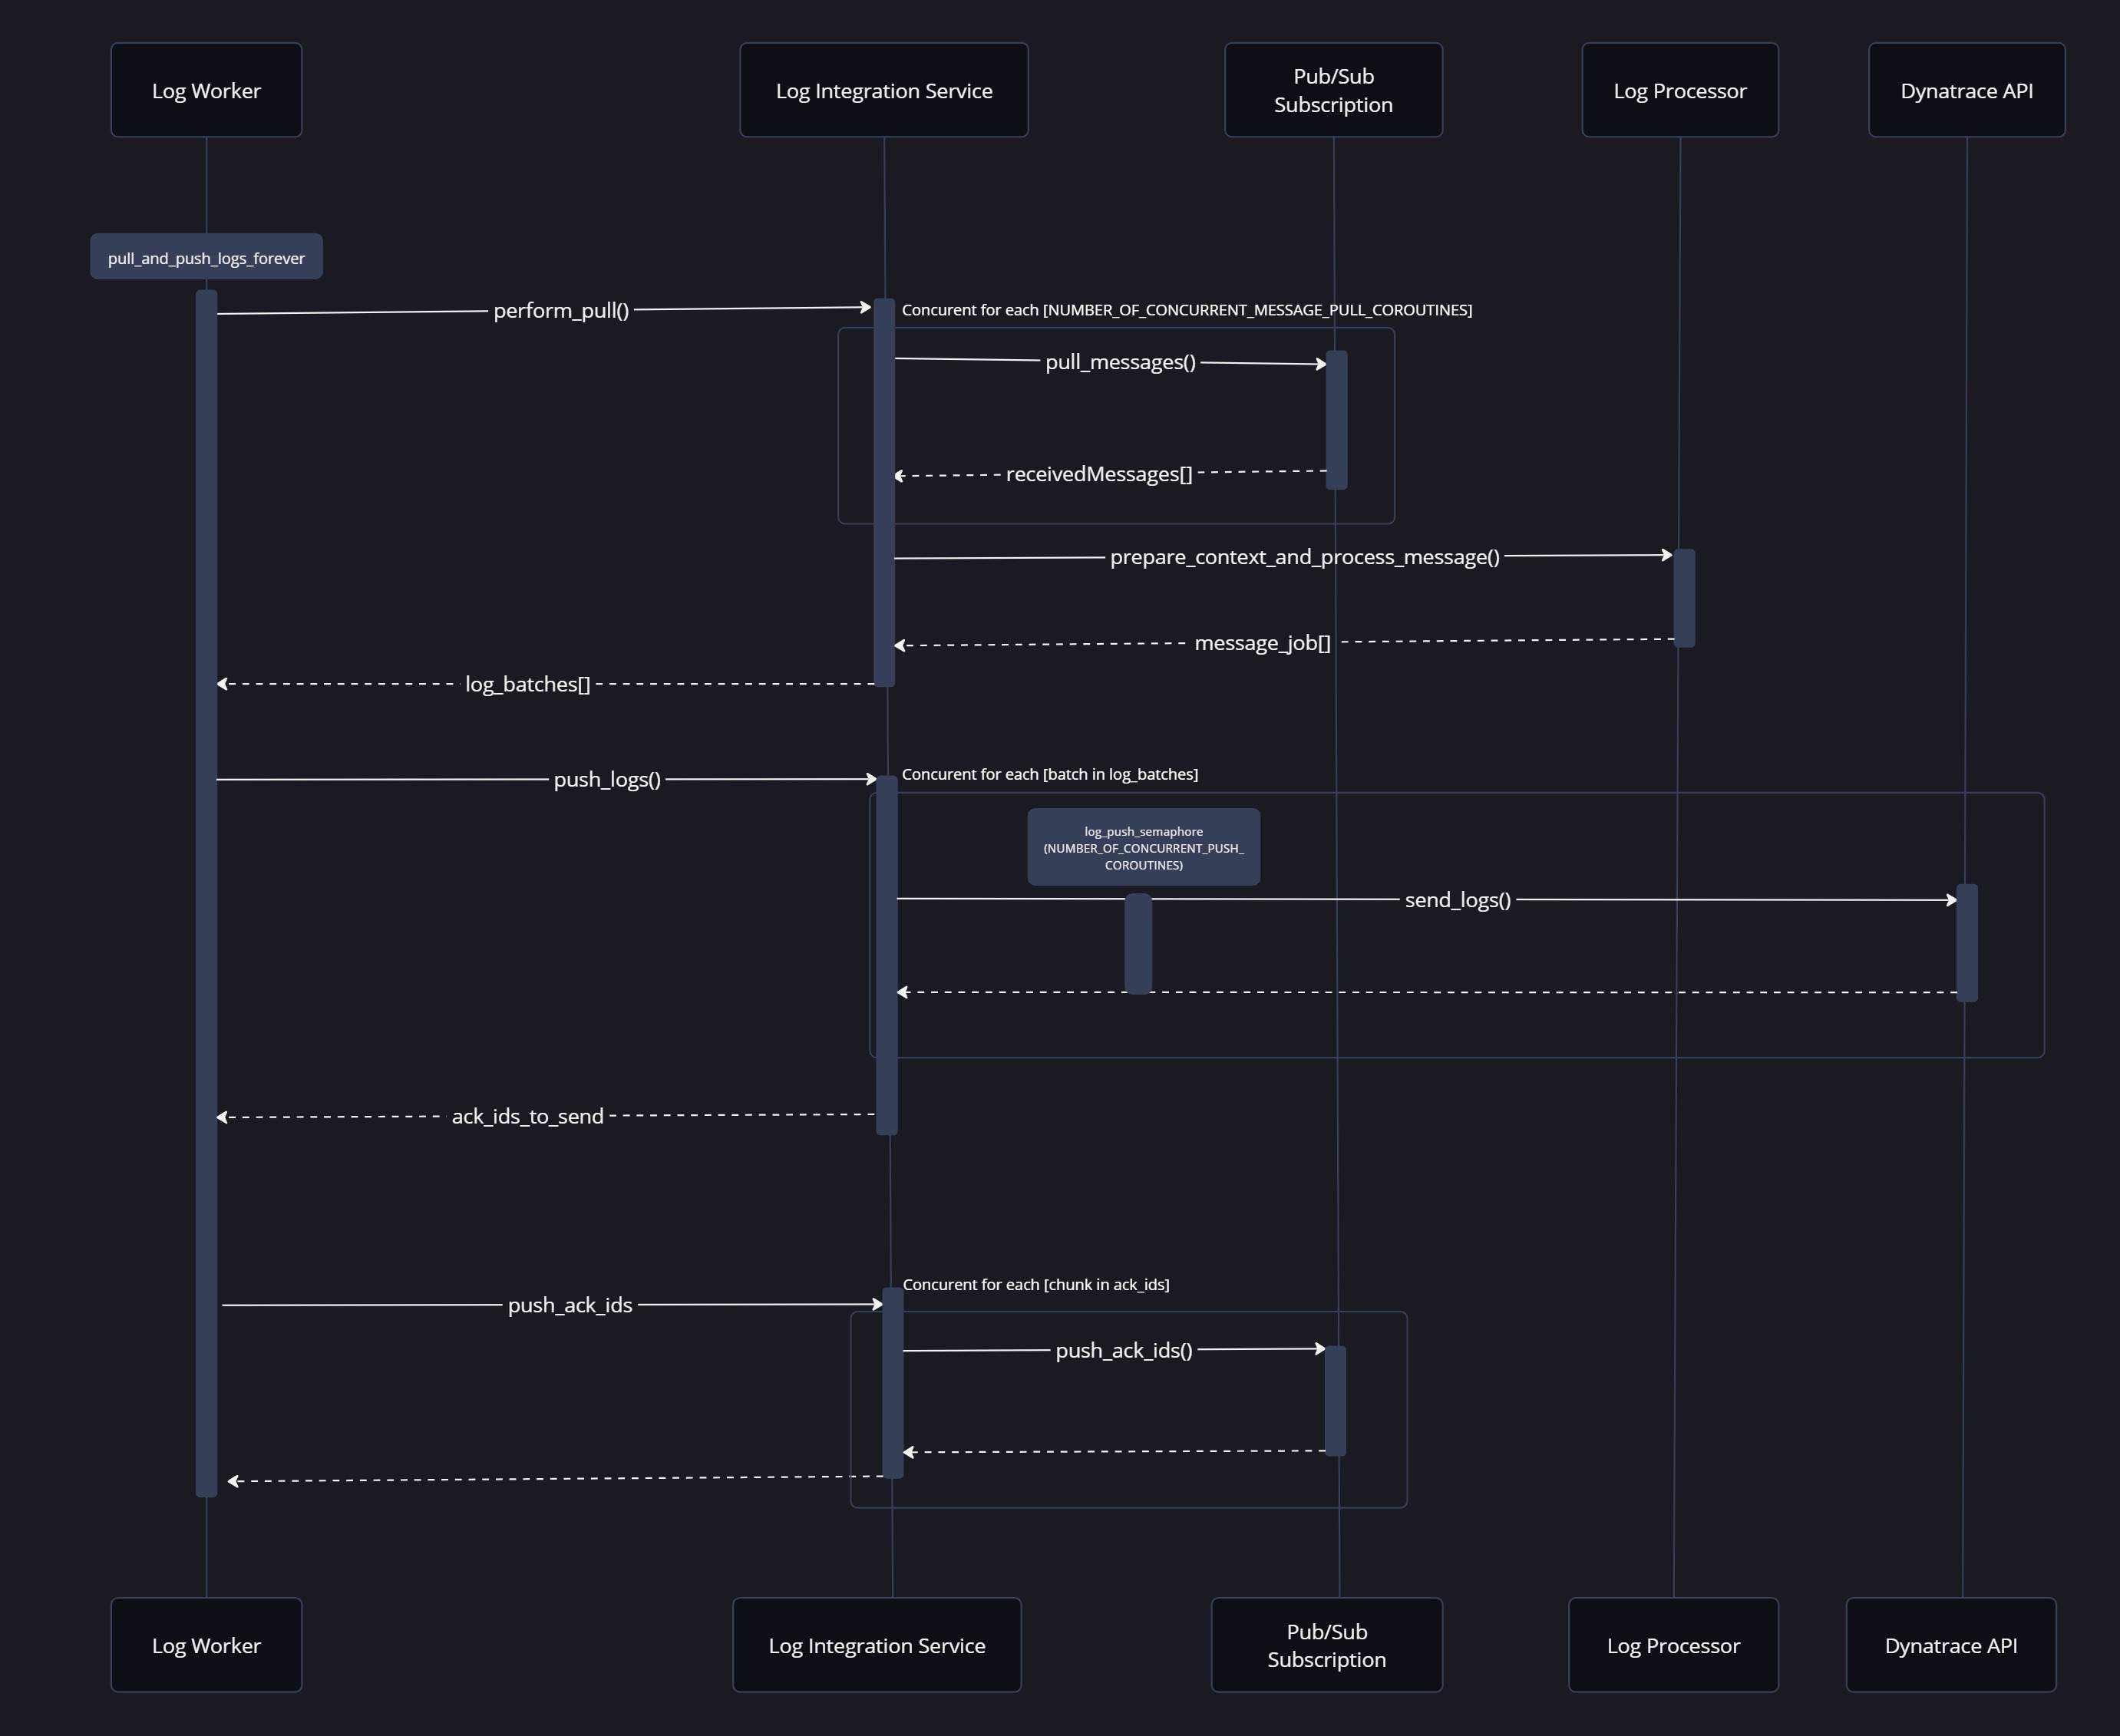 Log Worker
Log Integration Service
Pub/Sub
Subscription
Log Processor
Dynatrace API
pull_and_push_logs_forever
perform_pull()
Concurent for each [NUMBER_OF_CONCURRENT_MESSAGE_PULL_COROUTINES]
pull_messages()
receivedMessages[]
prepare_context_and_process_message()
message_job[]
log_batches[]
push_logs()
Concurent for each [batch in log_batches]
log_push_semaphore
(NUMBER_OF_CONCURRENT_PUSH_
COROUTINES)
send_logs()
ack_ids_to_send
Concurent for each [chunk in ack_ids]
push_ack_ids
push_ack_ids()
Log Worker
Log Integration Service
Pub/Sub
Subscription
Log Processor
Dynatrace API